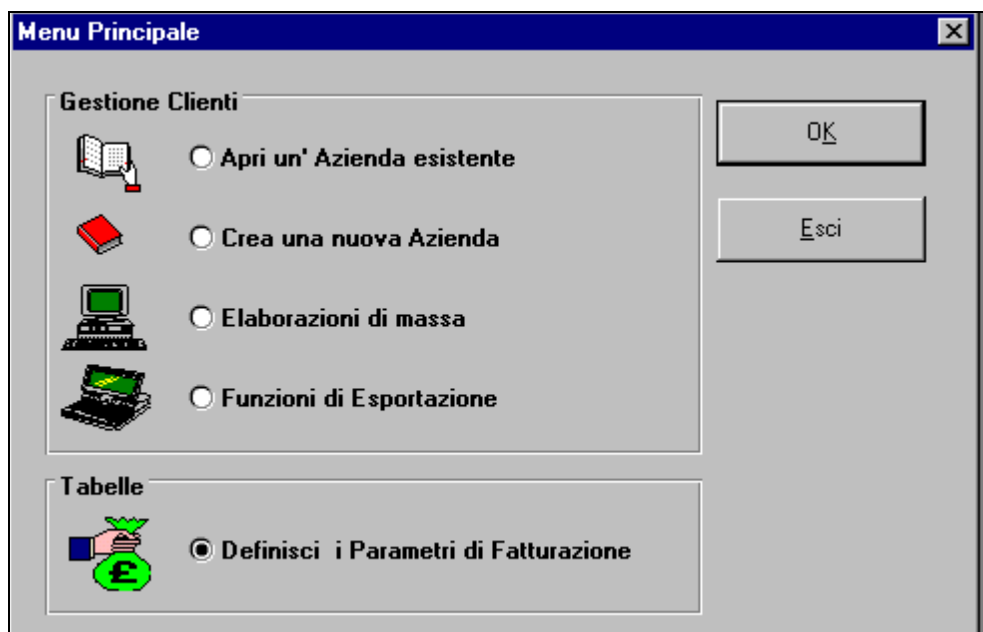 Menu Principale
Gestione Clienti
Apri un' Azienda esistente
Crea una nuova Azienda
Elaborazioni di massa
Funzioni di Esportazione
OK
Esci
Tabelle
Definisci i Parametri di Fatturazione
£